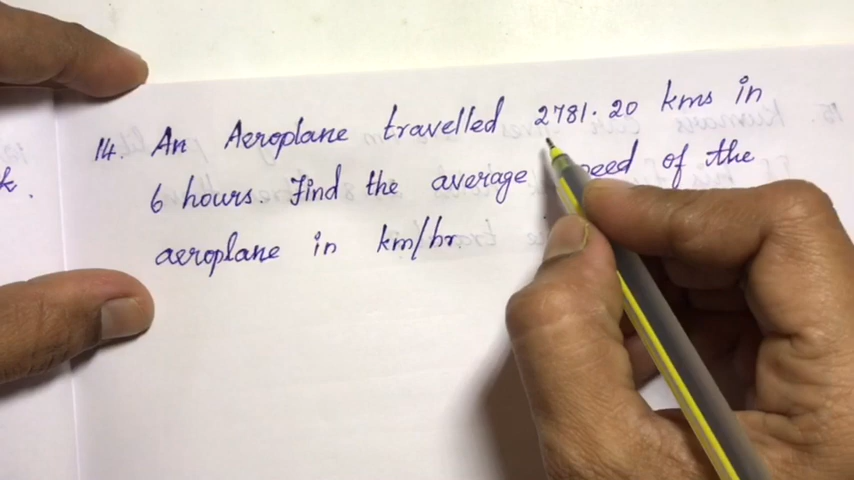 14. An Aeroplane travelled 2781.20 kms in
k. 6 hours. Find the average of the
aeroplane in km/hr.